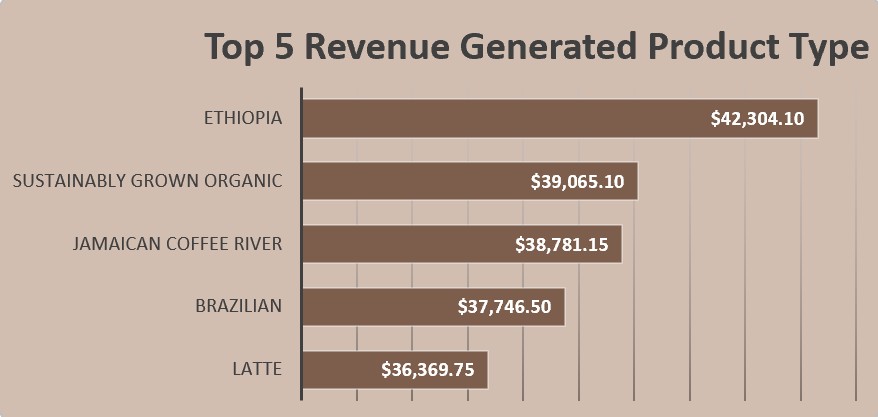 Top 5 Revenue Generated Product Type
ETHIOPIA $42,304.10
SUSTAINABLY GROWN ORGANIC $39,065.10
JAMAICAN COFFEE RIVER $38,781.15
BRAZILIAN $37,746.50
LATTE $36,369.75